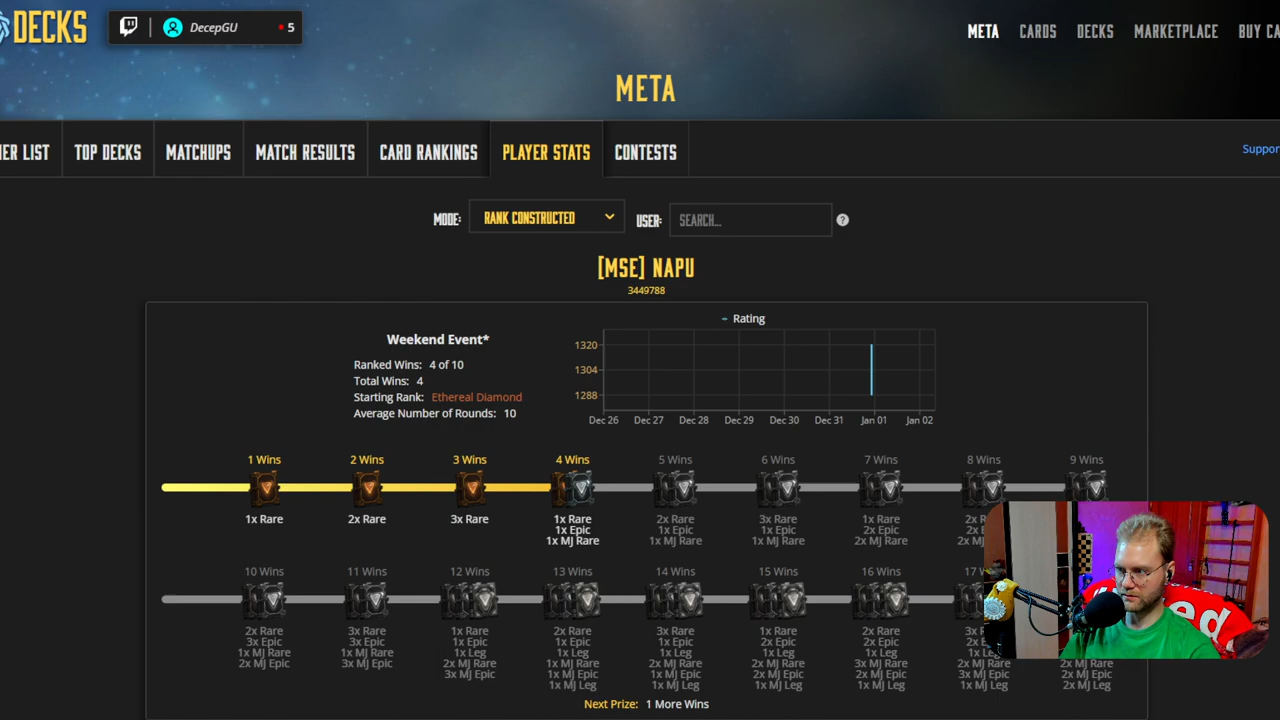 DECKS
DecepGU
5
META
CARDS
DECKS
MARKETPLACE
BUY CA
META
ER LIST
TOP DECKS
MATCHUPS
MATCH RESULTS
CARD RANKINGS
PLAYER STATS
CONTESTS
Suppor
MODE:
RANK CONSTRUCTED
USER:
SEARCH...
?
[MSE] NAPU
3449788
Weekend Event*
Ranked Wins: 4 of 10
Total Wins: 4
Starting Rank: Ethereal Diamond
Average Number of Rounds: 10
Rating
1320
1304
1288
Dec 26 Dec 27 Dec 28 Dec 29 Dec 30 Dec 31 Jan 01 Jan 02
1 Wins 2 Wins 3 Wins 4 Wins 5 Wins 6 Wins 7 Wins 8 Wins 9 Wins
1x Rare
2x Rare
3x Rare
1x Rare
1x Epic
1x MJ Rare
2x Rare
1x Epic
1x MJ Rare
3x Rare
1x Epic
1x MJ Rare
1x Rare
2x Epic
2x MJ Rare
2x R
2x
2x M
10 Wins 11 Wins 12 Wins 13 Wins 14 Wins 15 Wins 16 Wins 17 W
2x Rare
3x Epic
1x MJ Rare
2x MJ Epic
3x Rare
3x Epic
1x MJ Rare
3x MJ Epic
1x Rare
1x Epic
1x Leg
2x MJ Rare
3x MJ Epic
2x Rare
1x Epic
1x Leg
1x MJ Rare
1x MJ Epic
1x MJ Leg
3x Rare
1x Epic
1x Leg
2x MJ Rare
2x MJ Epic
1x MJ Leg
1x Rare
2x Epic
1x Leg
2x MJ Rare
2x MJ Epic
1x MJ Leg
2x Rare
2x Epic
1x Leg
3x MJ Rare
2x MJ Epic
1x MJ Leg
3x R
2x
1x
2x MJ Rare
3x MJ Epic
1x MJ Leg
2x MJ Rare
2x MJ Epic
2x MJ Leg
Next Prize: 1 More Wins